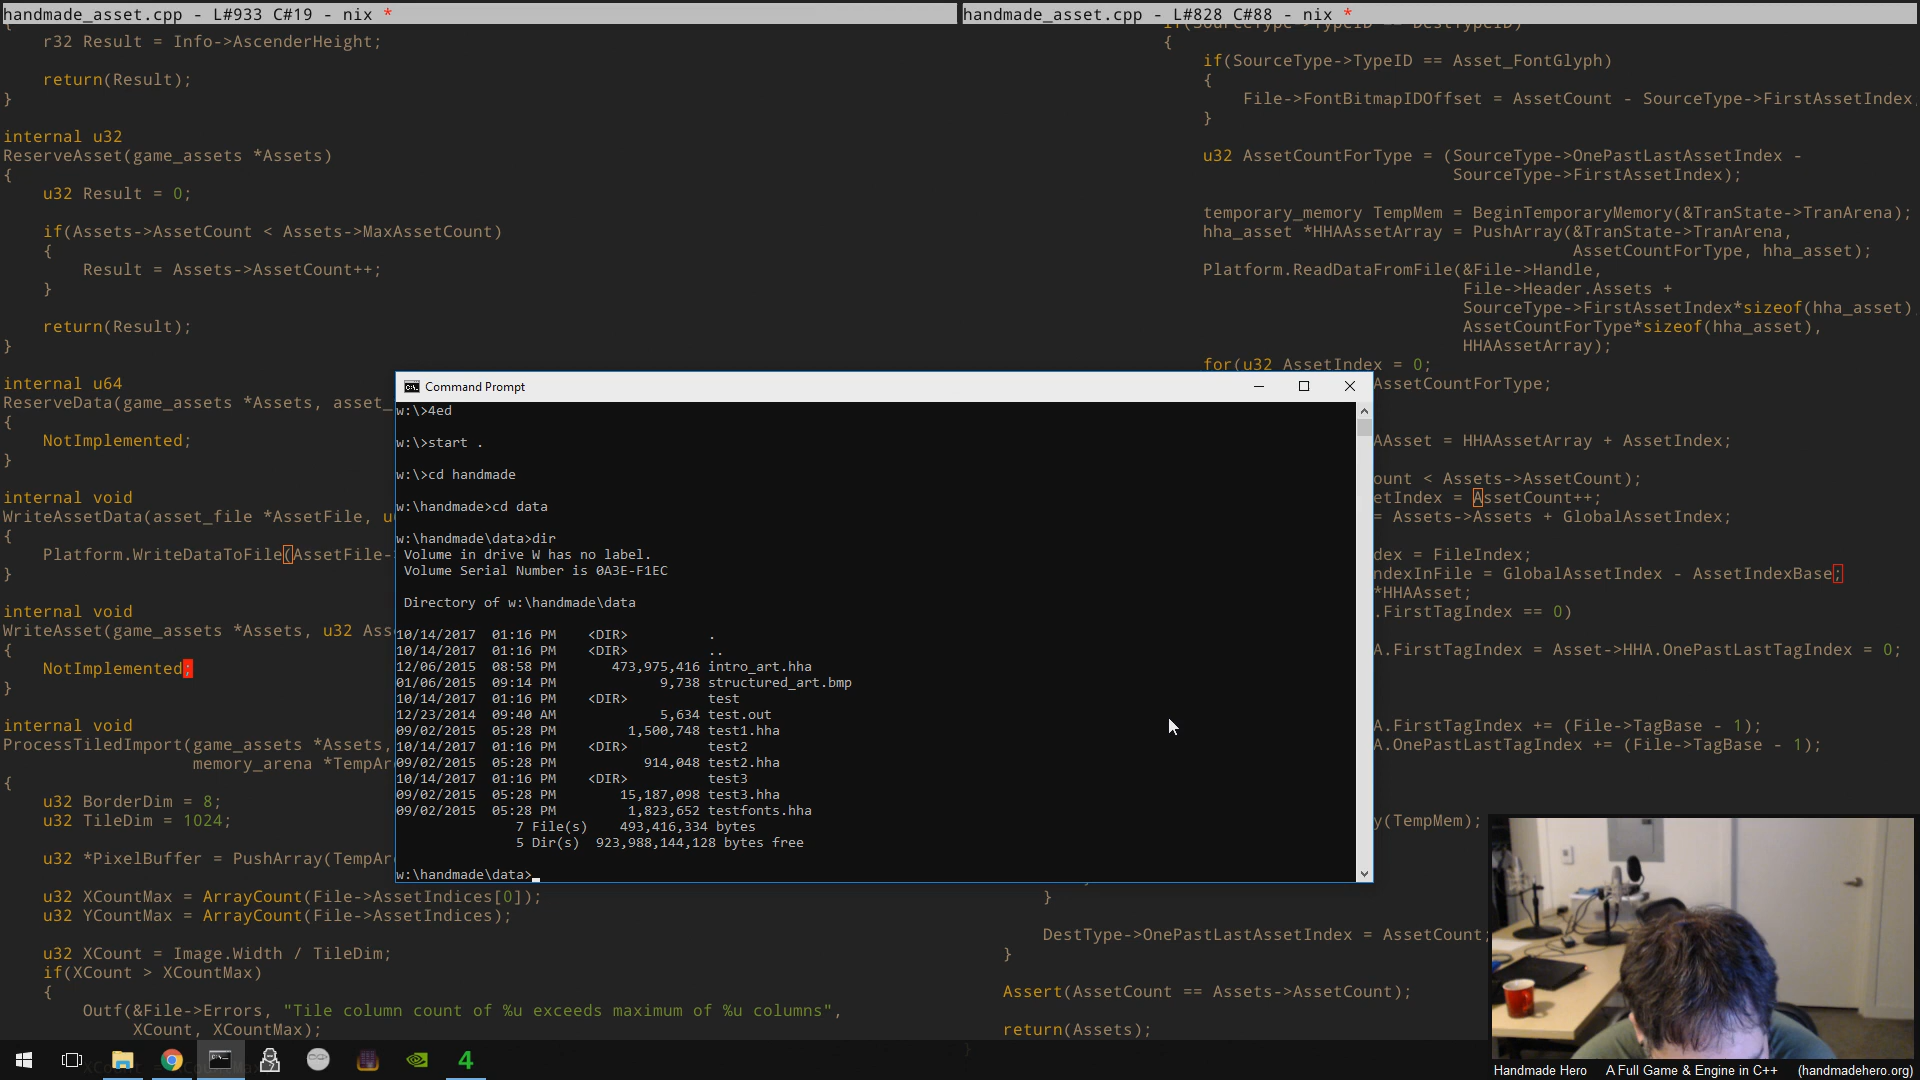 handmade_asset.cpp - L#933 C#19 - nix *
{
    r32 Result = Info->AscenderHeight;
    return(Result);
}
internal u32
ReserveAsset(game_assets *Assets)
{
    u32 Result = 0;
    if(Assets->AssetCount < Assets->MaxAssetCount)
    {
        Result = Assets->AssetCount++;
    }
    return(Result);
}
internal u64
ReserveData(game_assets *Assets, asset_
{
    NotImplemented;
}
internal void
WriteAssetData(asset_file *AssetFile, u
{
    Platform.WriteDataToFile(AssetFile-
}
internal void
WriteAsset(game_assets *Assets, u32 Ass
{
    NotImplemented;
}
internal void
ProcessTiledImport(game_assets *Assets,
                   memory_arena *TempAr
{
    u32 BorderDim = 8;
    u32 TileDim = 1024;
    u32 *PixelBuffer = PushArray(TempAr
    u32 XCountMax = ArrayCount(File->AssetIndices[0]);
    u32 YCountMax = ArrayCount(File->AssetIndices);
    u32 XCount = Image.Width / TileDim;
    if(XCount > XCountMax)
    {
        Outf(&File->Errors, "Tile column count of %u exceeds maximum of %u columns",
             XCount, XCountMax);
handmade_asset.cpp - L#828 C#88 - nix *
if(SourceType->TypeID == DestTypeID)
{
    if(SourceType->TypeID == Asset_FontGlyph)
    {
        File->FontBitmapIDOffset = AssetCount - SourceType->FirstAssetIndex
    }
    u32 AssetCountForType = (SourceType->OnePastLastAssetIndex -
                             SourceType->FirstAssetIndex);
    temporary_memory TempMem = BeginTemporaryMemory(&TranState->TranArena);
    hha_asset *HHAAssetArray = PushArray(&TranState->TranArena,
                                         AssetCountForType, hha_asset);
    Platform.ReadDataFromFile(&File->Handle,
                              File->Header.Assets +
                              SourceType->FirstAssetIndex*sizeof(hha_asset)
                              AssetCountForType*sizeof(hha_asset),
                              HHAAssetArray);
    for(u32 AssetIndex = 0;
AssetCountForType;
AAsset = HHAAssetArray + AssetIndex;
ount < Assets->AssetCount);
etIndex = AssetCount++;
= Assets->Assets + GlobalAssetIndex;
dex = FileIndex;
ndexInFile = GlobalAssetIndex - AssetIndexBase;
*HHAAsset;
.FirstTagIndex == 0)
A.FirstTagIndex = Asset->HHA.OnePastLastTagIndex = 0;
A.FirstTagIndex += (File->TagBase - 1);
A.OnePastLastTagIndex += (File->TagBase - 1);
y(TempMem);
}
DestType->OnePastLastAssetIndex = AssetCount;
}
Assert(AssetCount == Assets->AssetCount);
return(Assets);
}
Command Prompt
w:\>4ed
w:\>start .
w:\>cd handmade
w:\handmade>cd data
w:\handmade\data>dir
 Volume in drive W has no label.
 Volume Serial Number is 0A3E-F1EC
 Directory of w:\handmade\data
10/14/2017  01:16 PM    <DIR>          .
10/14/2017  01:16 PM    <DIR>          ..
12/06/2015  08:58 PM       473,975,416 intro_art.hha
01/06/2015  09:14 PM             9,738 structured_art.bmp
10/14/2017  01:16 PM    <DIR>          test
12/23/2014  09:40 AM             5,634 test.out
09/02/2015  05:28 PM         1,500,748 test1.hha
10/14/2017  01:16 PM    <DIR>          test2
09/02/2015  05:28 PM           914,048 test2.hha
10/14/2017  01:16 PM    <DIR>          test3
09/02/2015  05:28 PM        15,187,098 test3.hha
09/02/2015  05:28 PM         1,823,652 testfonts.hha
               7 File(s)    493,416,334 bytes
               5 Dir(s)  923,988,144,128 bytes free
w:\handmade\data>
Handmade Hero    A Full Game & Engine in C++    (handmadehero.org)